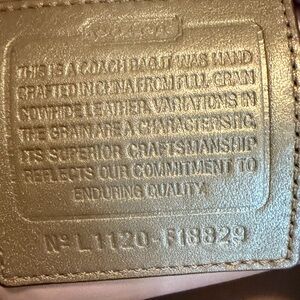 THIS IS A COACH BAG. IT WAS HAND
CRAFTED IN CHINA FROM FULL-GRAIN
COWHIDE LEATHER. VARIATIONS IN
THE GRAIN ARE A CHARACTERISTIC.
ITS SUPERIOR CRAFTSMANSHIP
REFLECTS OUR COMMITMENT TO
ENDURING QUALITY.
Nº L1120-F18829